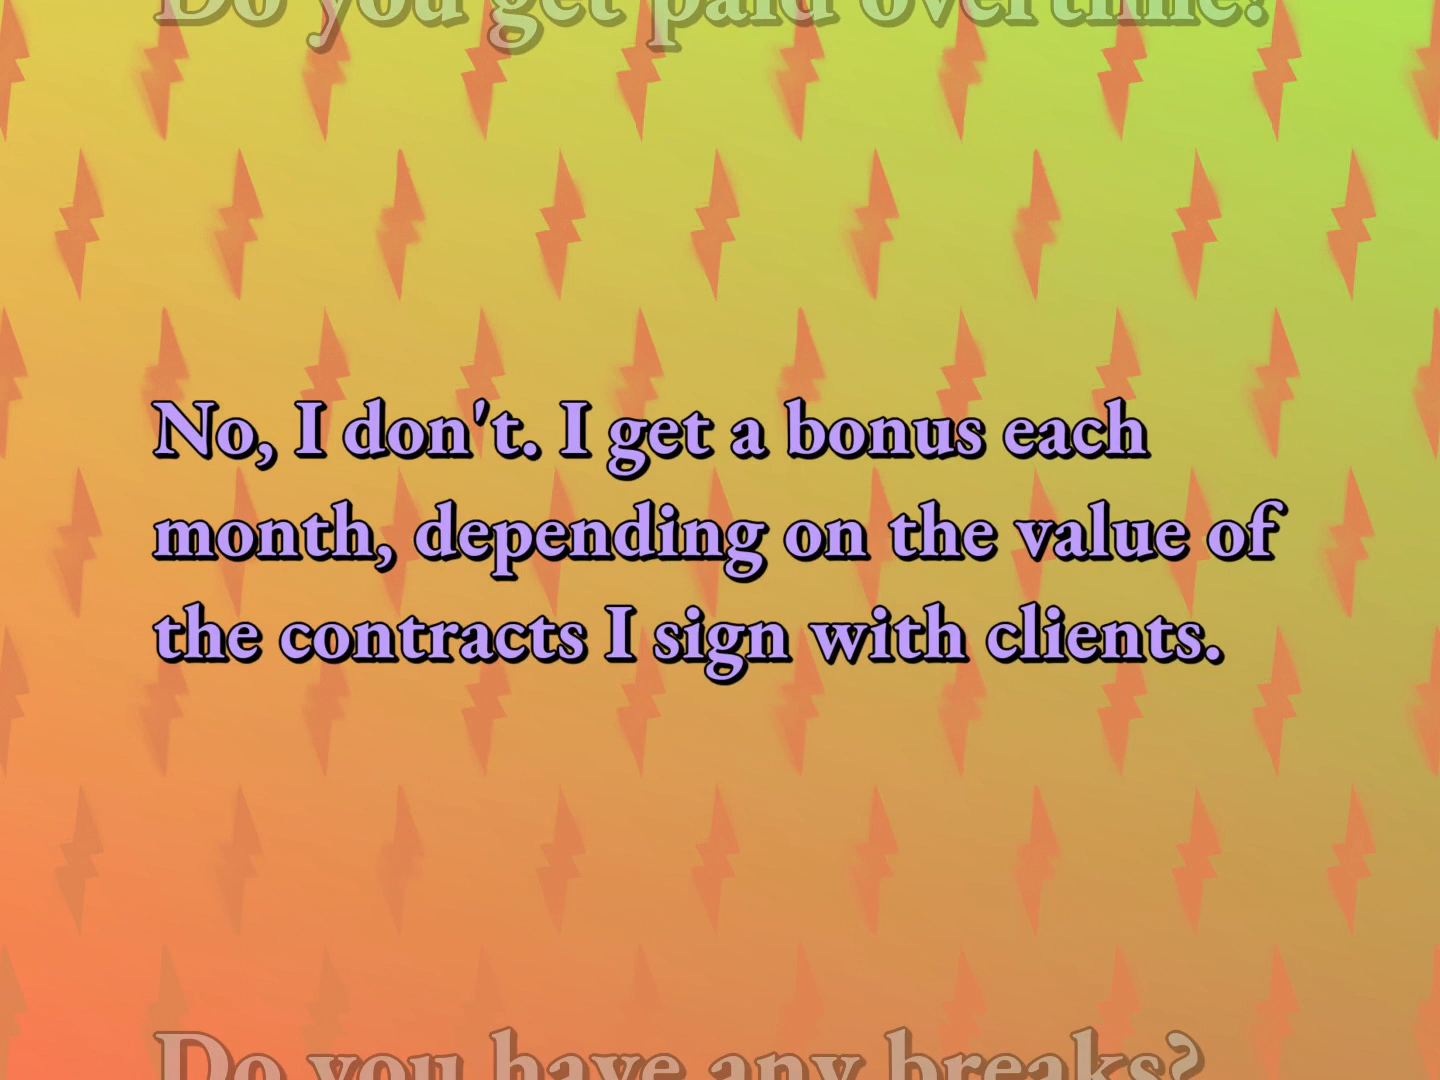 Do you get paid overtime?
No, I don't. I get a bonus each
month, depending on the value of
the contracts I sign with clients.
Do you have any breaks?